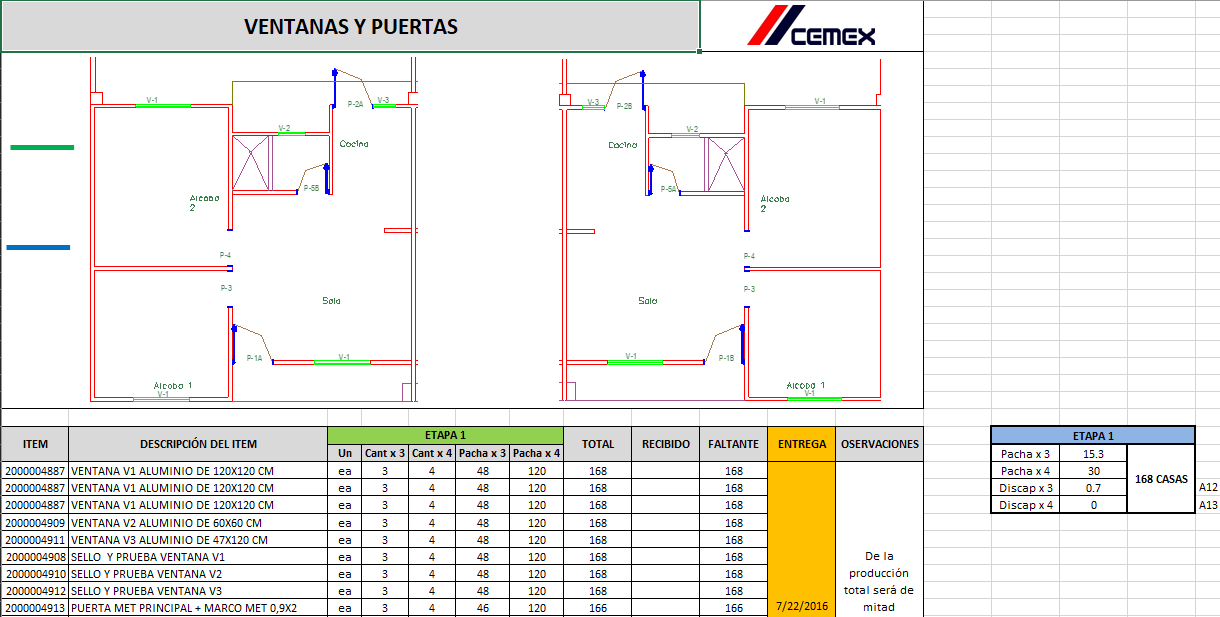 VENTANAS Y PUERTAS
CEMEX
V-1
P-2A
V-3
V-3
P-2B
V-1
V-2
V-2
Cocina
Cocina
P-5B
P-5A
Alcoba
2
Alcoba
2
P-4
P-4
P-3
P-3
Sala
Sala
P-1A
V-1
V-1
P-1B
Alcoba 1
V-1
Alcoba 1
V-1
ITEM DESCRIPCIÓN DEL ITEM ETAPA 1 TOTAL RECIBIDO FALTANTE ENTREGA OSERVACIONES
Un Cant x 3 Cant x 4 Pacha x 3 Pacha x 4
2000004887 VENTANA V1 ALUMINIO DE 120X120 CM ea 3 4 48 120 168 168
2000004887 VENTANA V1 ALUMINIO DE 120X120 CM ea 3 4 48 120 168 168
2000004887 VENTANA V1 ALUMINIO DE 120X120 CM ea 3 4 48 120 168 168
2000004909 VENTANA V2 ALUMINIO DE 60X60 CM ea 3 4 48 120 168 168
2000004911 VENTANA V3 ALUMINIO DE 47X120 CM ea 3 4 48 120 168 168
2000004908 SELLO Y PRUEBA VENTANA V1 ea 3 4 48 120 168 168
2000004910 SELLO Y PRUEBA VENTANA V2 ea 3 4 48 120 168 168
2000004912 SELLO Y PRUEBA VENTANA V3 ea 3 4 48 120 168 168
2000004913 PUERTA MET PRINCIPAL + MARCO MET 0,9X2 ea 3 4 46 120 166 166
7/22/2016
De la
producción
total será de
mitad
ETAPA 1
Pacha x 3 15.3
Pacha x 4 30
168 CASAS
Discap x 3 0.7
A12
Discap x 4 0
A13